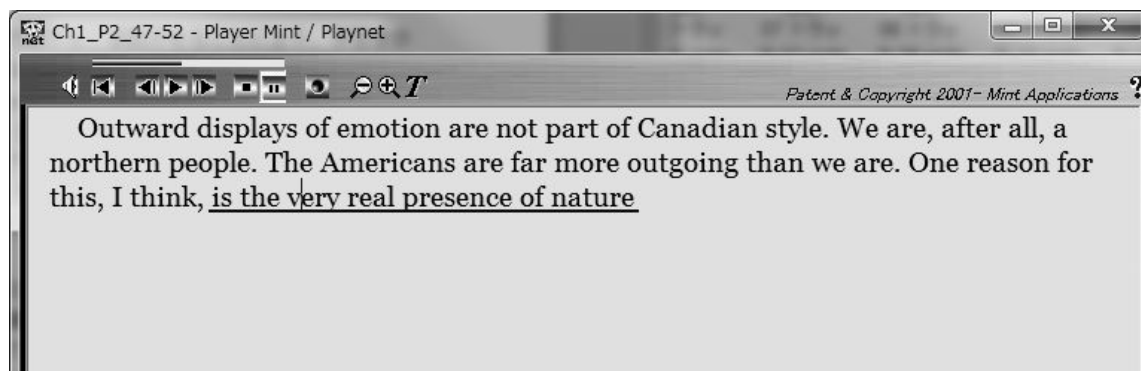 Ch1_P2_47-52 - Player Mint / Playnet
Patent & Copyright 2001- Mint Applications ?
Outward displays of emotion are not part of Canadian style. We are, after all, a
northern people. The Americans are far more outgoing than we are. One reason for
this, I think, is the very real presence of nature